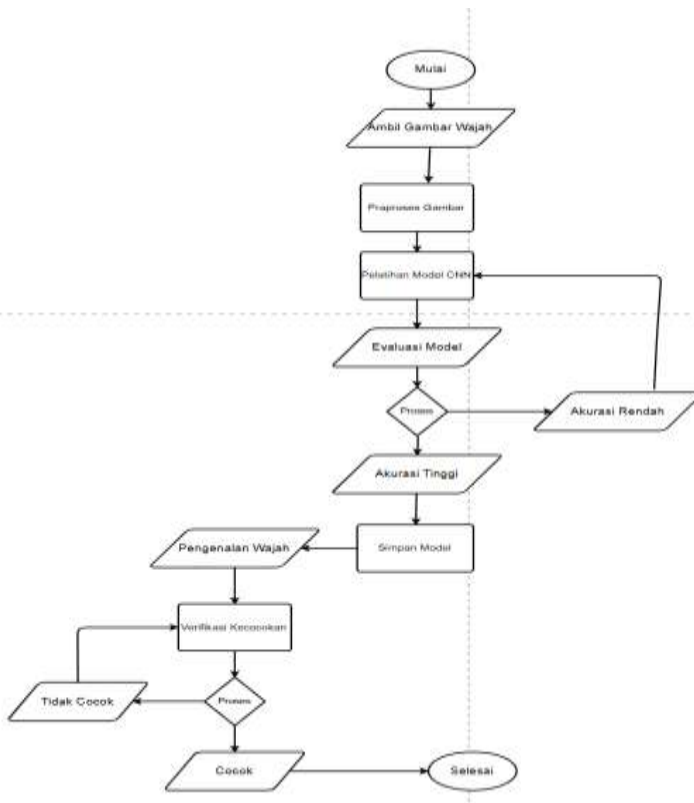 Mulai
Ambil Gambar Wajah
Praproses Gambar
Pelatihan Model CNN
Evaluasi Model
Proses
Akurasi Rendah
Akurasi Tinggi
Simpan Model
Pengenalan Wajah
Verifikasi Kecocokan
Proses
Tidak Cocok
Cocok
Selesai